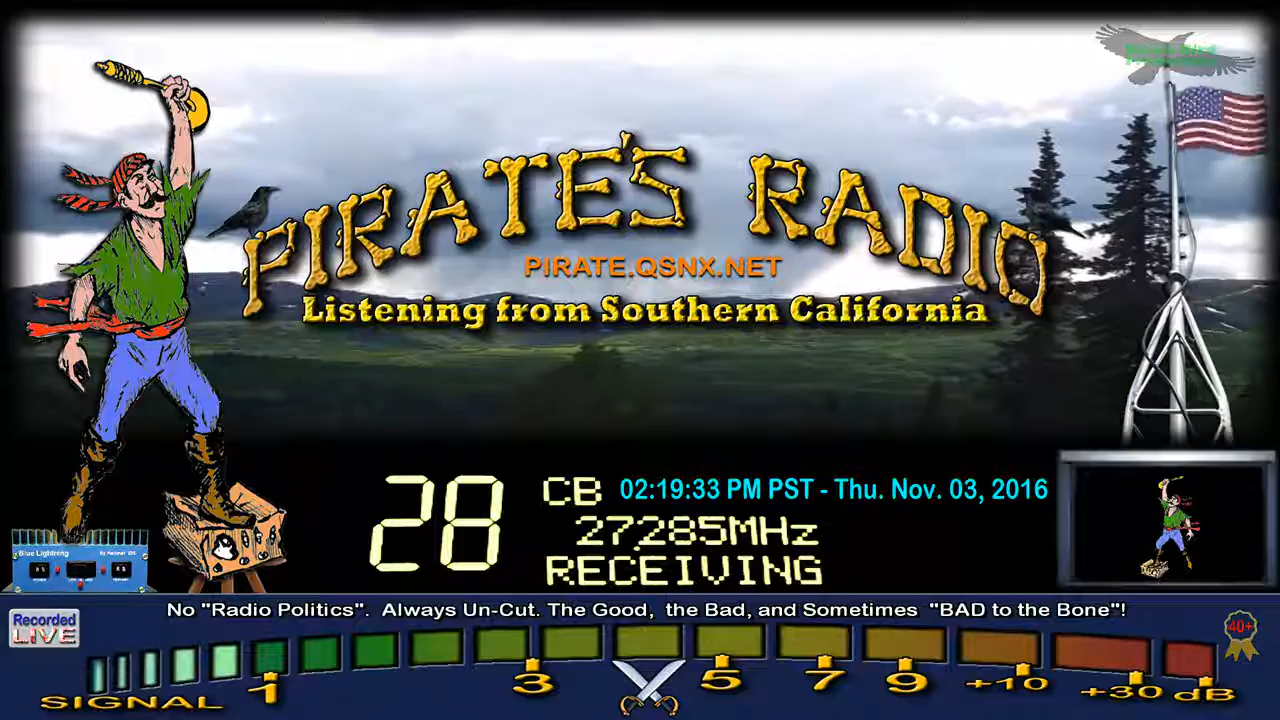 PIRATE'S RADIO
PIRATE.QSNX.NET
Listening from Southern California
28
CB
02:19:33 PM PST - Thu. Nov. 03, 2016
27.285MHz
RECEIVING
Blue Lightning
No "Radio Politics". Always Un-Cut. The Good, the Bad, and Sometimes "BAD to the Bone"!
Recorded
LIVE
40+
SIGNAL 1 3 5 7 9 +10 +30 dB